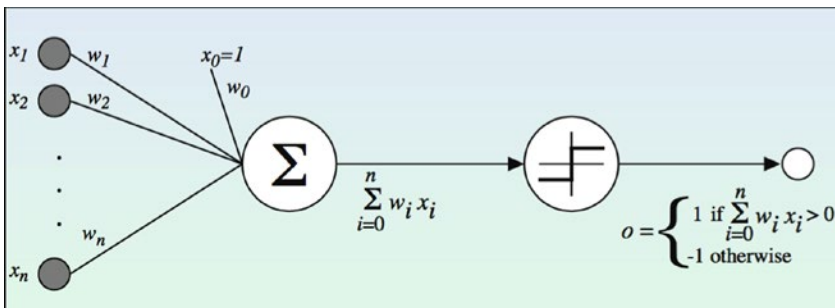 x1 w1 x0=1
w0
x2 w2
.
.
.
Σ
n
Σ wi xi
i=0
wn
xn
o = { 1 if n Σ i=0 wi xi > 0
-1 otherwise